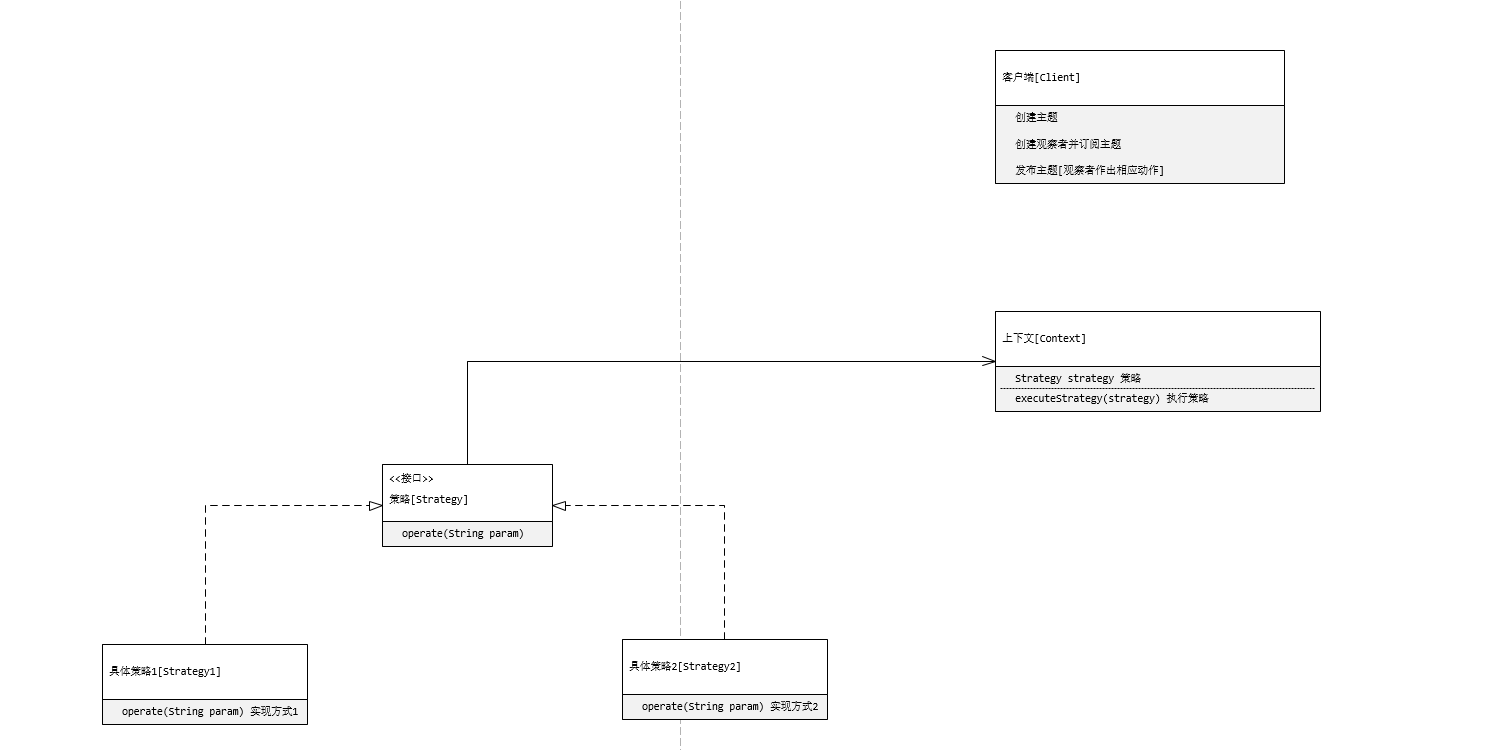 客户端[Client]
创建主题
创建观察者并订阅主题
发布主题[观察者作出相应动作]
上下文[Context]
Strategy strategy 策略
executeStrategy(strategy) 执行策略
<<接口>>
策略[Strategy]
operate(String param)
具体策略1[Strategy1]
operate(String param) 实现方式1
具体策略2[Strategy2]
operate(String param) 实现方式2